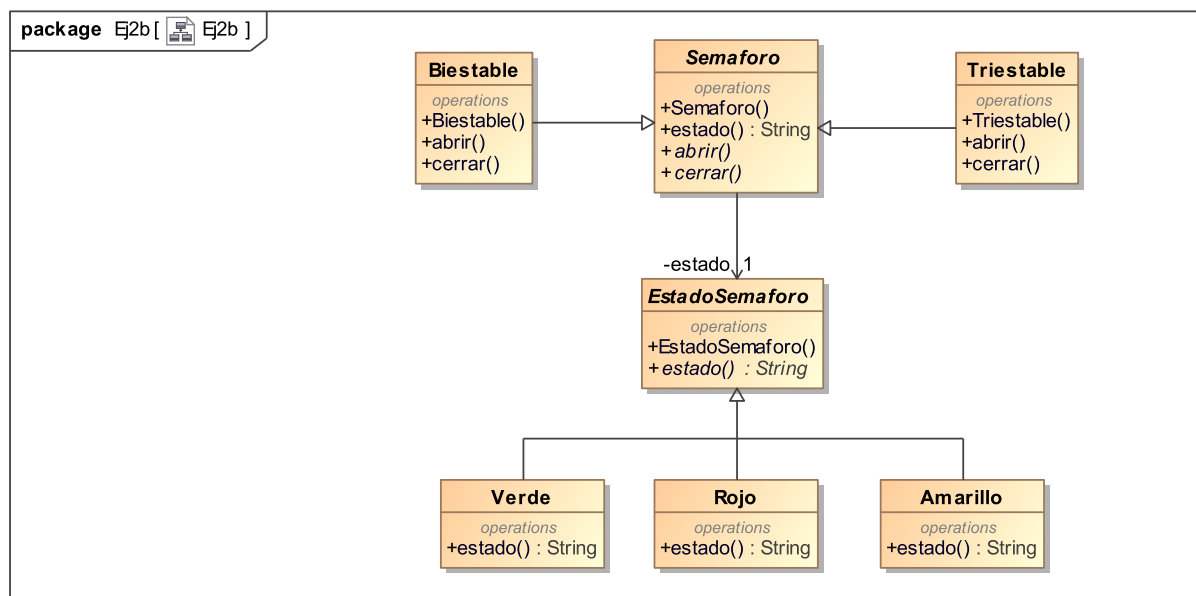 package Ej2b [ Ej2b ]
Biestable
operations
+Biestable()
+abrir()
+cerrar()
Semaforo
operations
+Semaforo()
+estado() : String
+abrir()
+cerrar()
Triestable
operations
+Triestable()
+abrir()
+cerrar()
-estado 1
EstadoSemaforo
operations
+EstadoSemaforo()
+estado() : String
Verde
operations
+estado() : String
Rojo
operations
+estado() : String
Amarillo
operations
+estado() : String